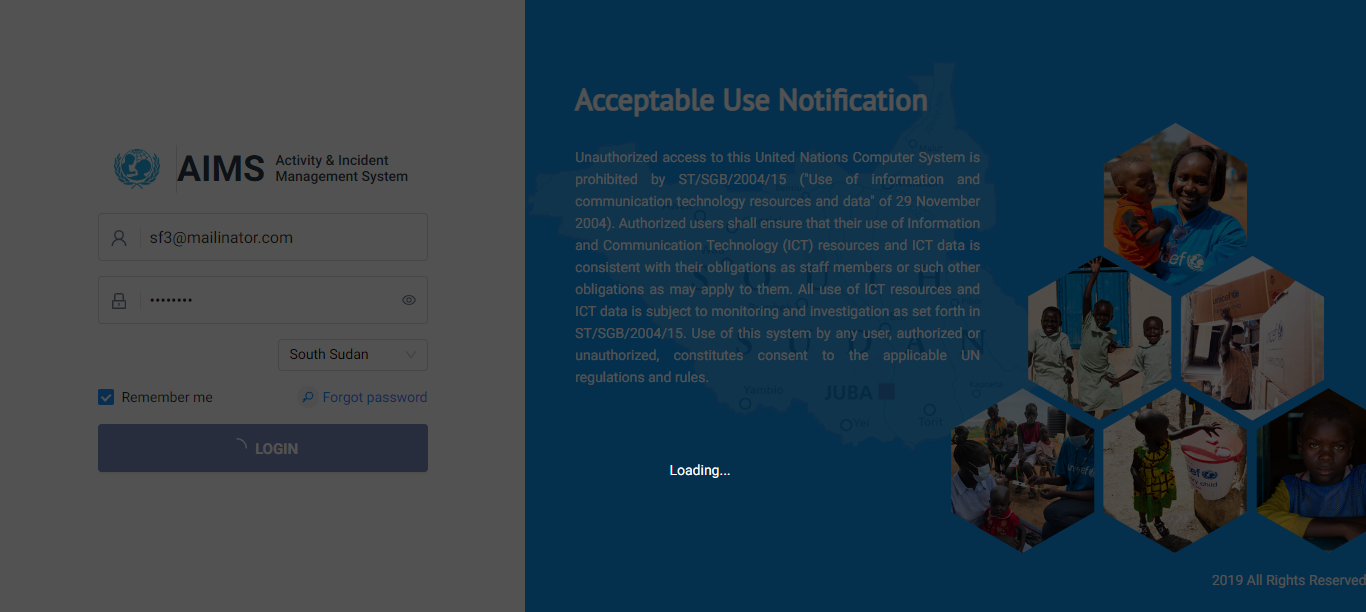 AIMS
Activity & Incident
Management System
sf3@mailinator.com
South Sudan
Remember me
Forgot password
LOGIN
Acceptable Use Notification
Unauthorized access to this United Nations Computer System is
prohibited by ST/SGB/2004/15 ("Use of information and
communication technology resources and data" of 29 November
2004). Authorized users shall ensure that their use of Information
and Communication Technology (ICT) resources and ICT data is
consistent with their obligations as staff members or such other
obligations as may apply to them. All use of ICT resources and
ICT data is subject to monitoring and investigation as set forth in
ST/SGB/2004/15. Use of this system by any user, authorized or
unauthorized, constitutes consent to the applicable UN
regulations and rules.
SOUTH
SUDAN
Yambio
JUBA
Yei
Torit
Loading...
unicef
2019 All Rights Reserved